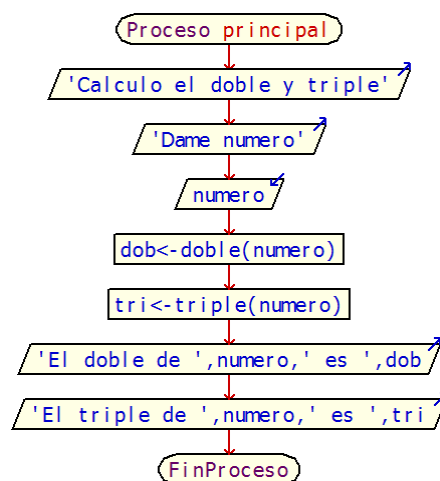 Proceso principal
'Calculo el doble y triple'
'Dame numero'
numero
dob<-doble(numero)
tri<-triple(numero)
'El doble de ',numero,' es ',dob
'El triple de ',numero,' es ',tri
FinProceso